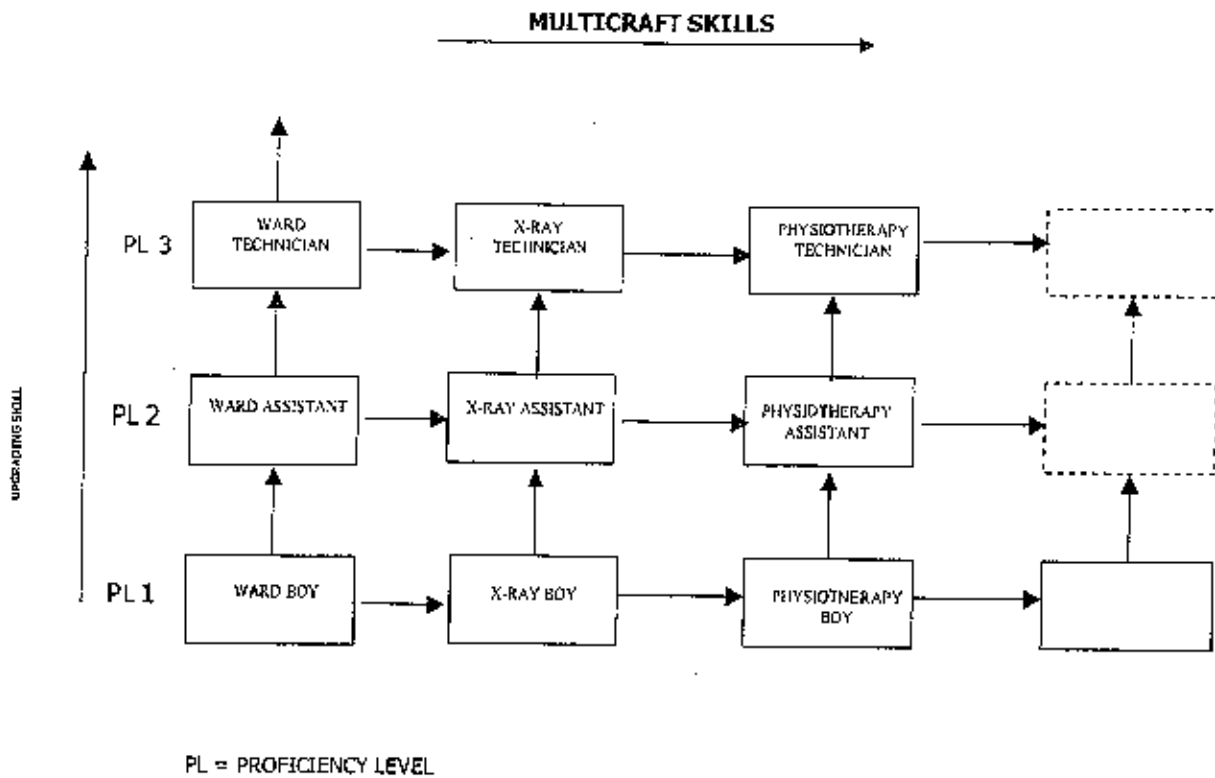 MULTICRAFT SKILLS
PL 3
WARD
TECHNICIAN
X-RAY
TECHNICIAN
PHYSIOTHERAPY
TECHNICIAN
UPGRADING SKILL
PL 2
WARD ASSISTANT
X-RAY ASSISTANT
PHYSIOTHERAPY
ASSISTANT
PL 1
WARD BOY
X-RAY BOY
PHYSIOTHERAPY
BOY
PL = PROFICIENCY LEVEL